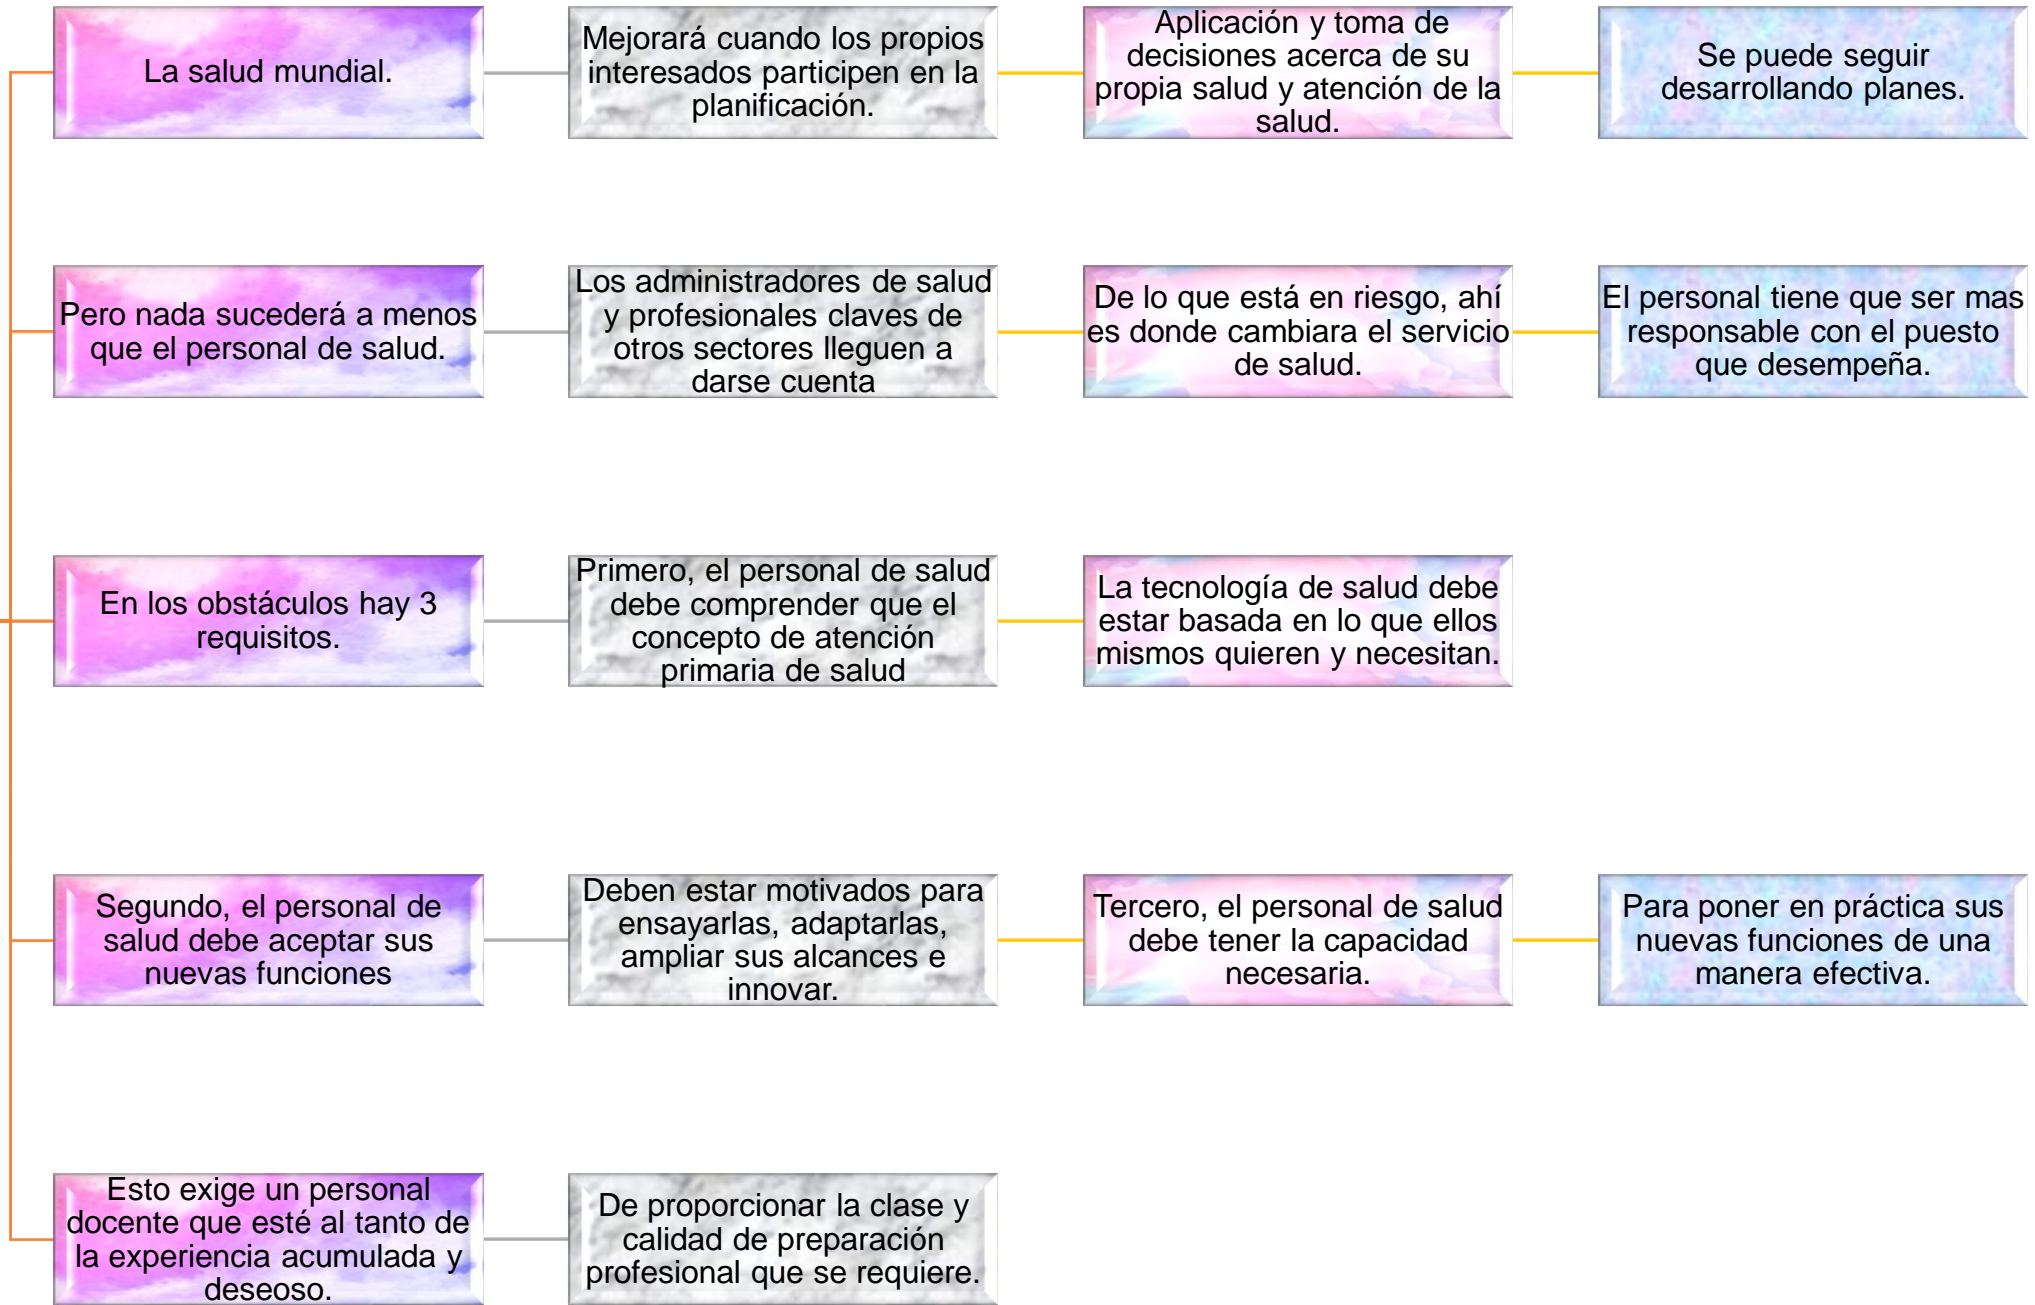 La salud mundial.
Mejorará cuando los propios
interesados participen en la
planificación.
Aplicación y toma de
decisiones acerca de su
propia salud y atención de la
salud.
Se puede seguir
desarrollando planes.
Pero nada sucederá a menos
que el personal de salud.
Los administradores de salud
y profesionales claves de
otros sectores lleguen a
darse cuenta
De lo que está en riesgo, ahí
es donde cambiara el servicio
de salud.
El personal tiene que ser mas
responsable con el puesto
que desempeña.
En los obstáculos hay 3
requisitos.
Primero, el personal de salud
debe comprender que el
concepto de atención
primaria de salud
La tecnología de salud debe
estar basada en lo que ellos
mismos quieren y necesitan.
Segundo, el personal de
salud debe aceptar sus
nuevas funciones
Deben estar motivados para
ensayarlas, adaptarlas,
ampliar sus alcances e
innovar.
Tercero, el personal de salud
debe tener la capacidad
necesaria.
Para poner en práctica sus
nuevas funciones de una
manera efectiva.
Esto exige un personal
docente que esté al tanto de
la experiencia acumulada y
deseoso.
De proporcionar la clase y
calidad de preparación
profesional que se requiere.